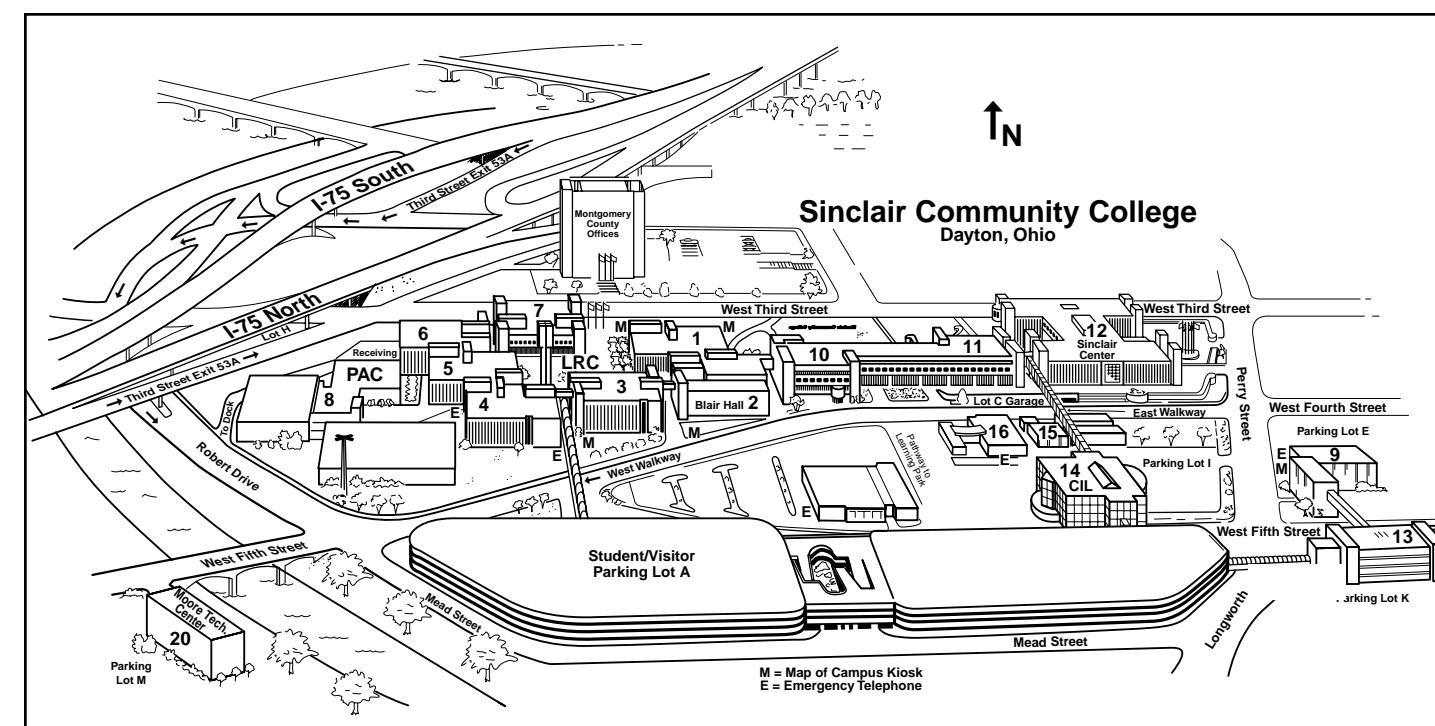 N
Sinclair Community College
Dayton, Ohio
I-75 South
Third Street Exit 53A
Montgomery
County
Offices
I-75 North
Lot H
Third Street Exit 53A
West Third Street
West Third Street
7
6
Receiving
5
PAC
8
4
E
LRC
M
1
M
3
Blair Hall 2
M
M
10
11
12
Sinclair
Center
Lot C Garage
East Walkway
Perry Street
West Fourth Street
Parking Lot E
To Dock
Robert Drive
E
West Walkway
Pathway to
Learning Park
16
E
15
14
CIL
Parking Lot I
E
M
9
E
West Fifth Street
13
West Fifth Street
Student/Visitor
Parking Lot A
arking Lot K
Longworth
Mead Street
Mead Street
Moore Tech.
Center
20
Parking
Lot M
M = Map of Campus Kiosk
E = Emergency Telephone